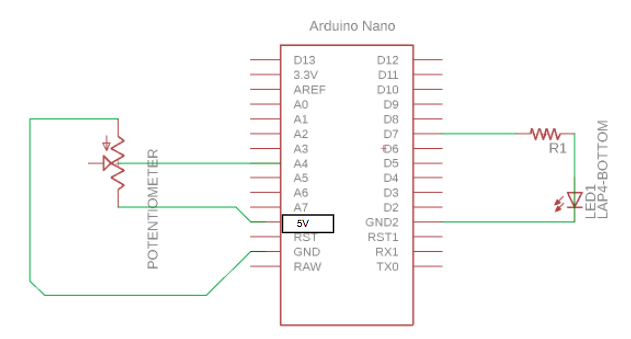 Arduino Nano
D13
3.3V
AREF
A0
A1
A2
A3
A4
A5
A6
A7
5V
RST
GND
RAW
D12
D11
D10
D9
D8
D7
D6
D5
D4
D3
D2
GND2
RST1
RX1
TX0
POTENTIOMETER
R1
LED1
LAP4-BOTTOM